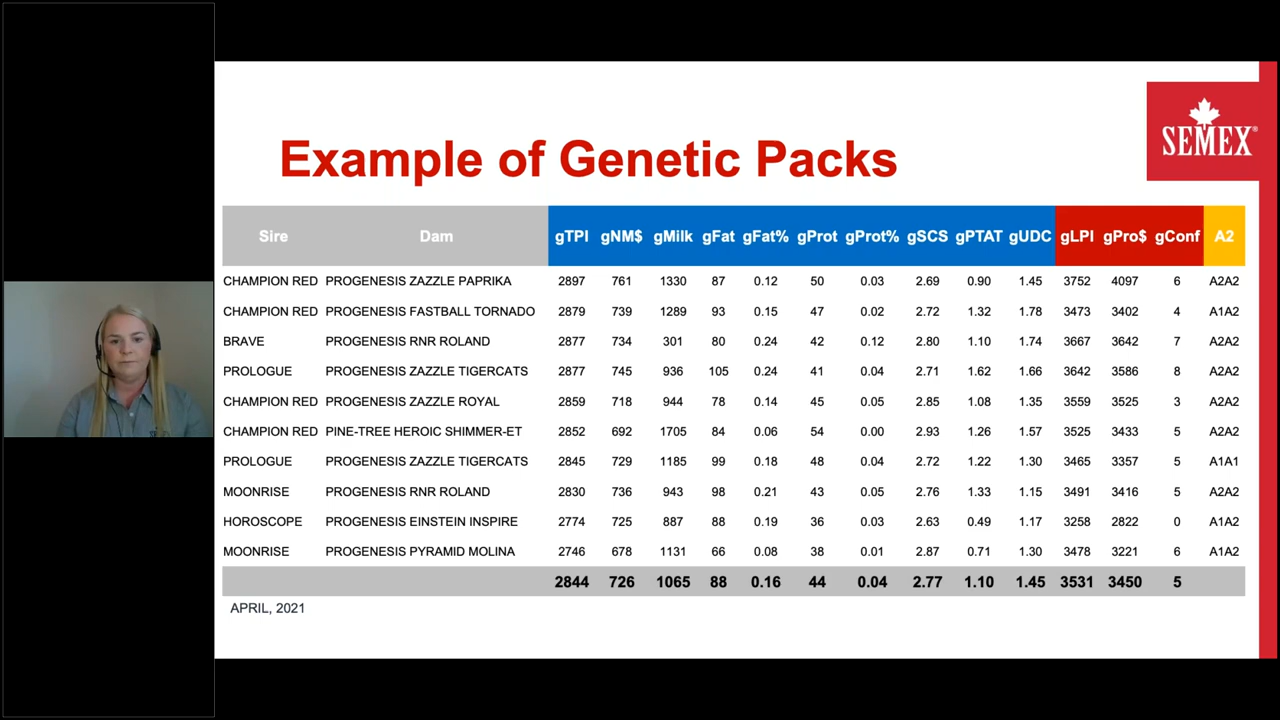 SEMEX®
Example of Genetic Packs
Sire Dam gTPI gNM$ gMilk gFat gFat% gProt gProt% gSCS gPTAT gUDC gLPI gPro$ gConf A2
CHAMPION RED PROGENESIS ZAZZLE PAPRIKA 2897 761 1330 87 0.12 50 0.03 2.69 0.90 1.45 3752 4097 6 A2A2
CHAMPION RED PROGENESIS FASTBALL TORNADO 2879 739 1289 93 0.15 47 0.02 2.72 1.32 1.78 3473 3402 4 A1A2
BRAVE PROGENESIS RNR ROLAND 2877 734 301 80 0.24 42 0.12 2.80 1.10 1.74 3667 3642 7 A2A2
PROLOGUE PROGENESIS ZAZZLE TIGERCATS 2877 745 936 105 0.24 41 0.04 2.71 1.62 1.66 3642 3586 8 A2A2
CHAMPION RED PROGENESIS ZAZZLE ROYAL 2859 718 944 78 0.14 45 0.05 2.85 1.08 1.35 3559 3525 3 A2A2
CHAMPION RED PINE-TREE HEROIC SHIMMER-ET 2852 692 1705 84 0.06 54 0.00 2.93 1.26 1.57 3525 3433 5 A2A2
PROLOGUE PROGENESIS ZAZZLE TIGERCATS 2845 729 1185 99 0.18 48 0.04 2.72 1.22 1.30 3465 3357 5 A1A1
MOONRISE PROGENESIS RNR ROLAND 2830 736 943 98 0.21 43 0.05 2.76 1.33 1.15 3491 3416 5 A2A2
HOROSCOPE PROGENESIS EINSTEIN INSPIRE 2774 725 887 88 0.19 36 0.03 2.63 0.49 1.17 3258 2822 0 A1A2
MOONRISE PROGENESIS PYRAMID MOLINA 2746 678 1131 66 0.08 38 0.01 2.87 0.71 1.30 3478 3221 6 A1A2
2844 726 1065 88 0.16 44 0.04 2.77 1.10 1.45 3531 3450 5
APRIL, 2021